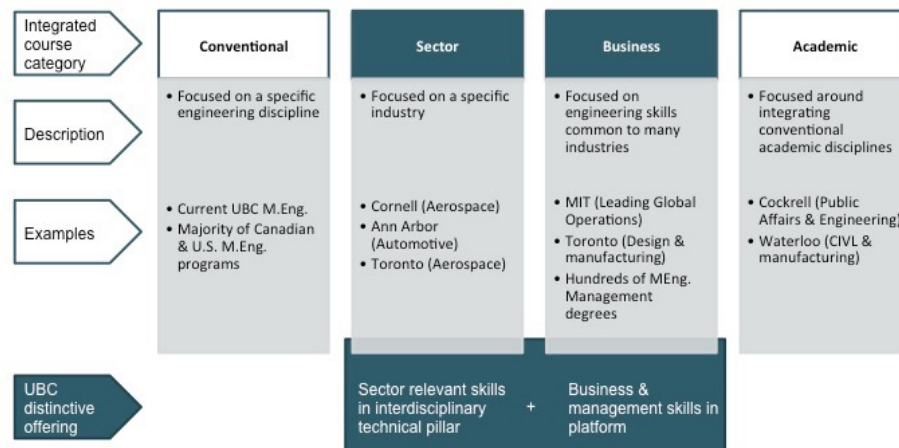 Integrated
course
category
Conventional
Sector
Business
Academic
Description
• Focused on a specific
engineering discipline
• Focused on a specific
industry
• Focused on
engineering skills
common to many
industries
• Focused around
integrating
conventional
academic disciplines
Examples
• Current UBC M.Eng.
• Majority of Canadian
& U.S. M.Eng.
programs
• Cornell (Aerospace)
• Ann Arbor
(Automotive)
• Toronto (Aerospace)
• MIT (Leading Global
Operations)
• Toronto (Design &
manufacturing)
• Hundreds of MEng.
Management
degrees
• Cockrell (Public
Affairs & Engineering)
• Waterloo (CIVL &
manufacturing)
UBC
distinctive
offering
Sector relevant skills
in interdisciplinary
technical pillar
+
Business &
management skills in
platform